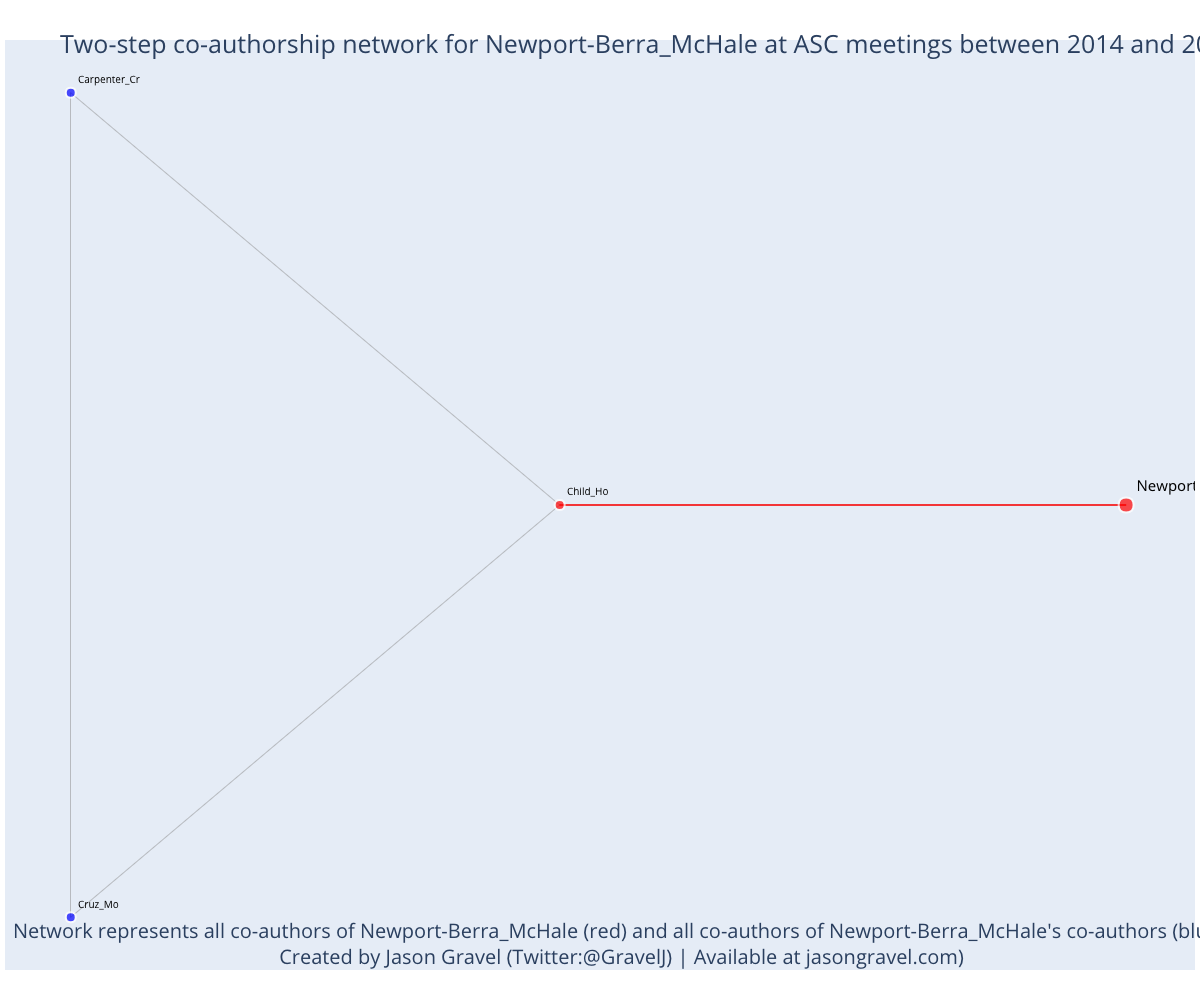 Two-step co-authorship network for Newport-Berra_McHale at ASC meetings between 2014 and 20
Carpenter_Cr
Child_Ho
Newport
Cruz_Mo
Network represents all co-authors of Newport-Berra_McHale (red) and all co-authors of Newport-Berra_McHale's co-authors (blu
Created by Jason Gravel (Twitter:@GravelJ) | Available at jasongravel.com)